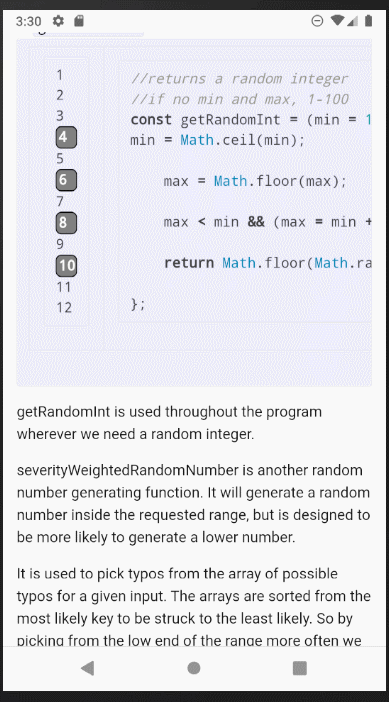 3:30
1 //returns a random integer
2 //if no min and max, 1-100
3 const getRandomInt = (min = 1
4 min = Math.ceil(min);
5
6 max = Math.floor(max);
7
8 max < min && (max = min +
9
10 return Math.floor(Math.ra
11
12 };
getRandomInt is used throughout the program
wherever we need a random integer.
severityWeightedRandomNumber is another random
number generating function. It will generate a random
number inside the requested range, but is designed to
be more likely to generate a lower number.
It is used to pick typos from the array of possible
typos for a given input. The arrays are sorted from the
most likely key to be struck to the least likely. So by
picking from the low end of the range more often we